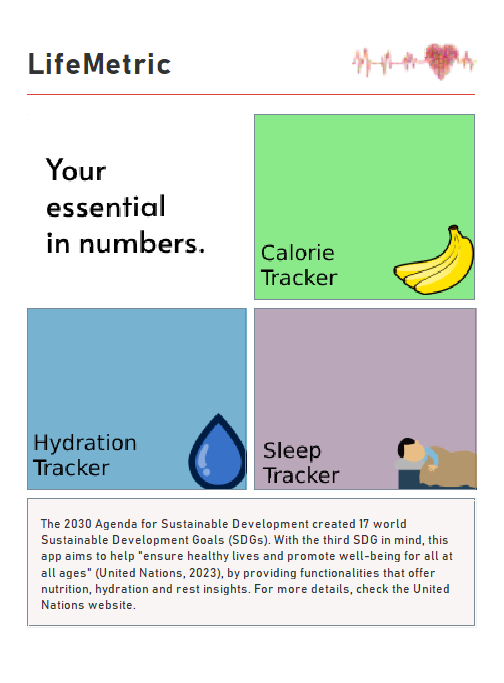 LifeMetric
Your
essential
in numbers.
Calorie
Tracker
Hydration
Tracker
Sleep
Tracker
The 2030 Agenda for Sustainable Development created 17 world
Sustainable Development Goals (SDGs). With the third SDG in mind, this
app aims to help "ensure healthy lives and promote well-being for all at
all ages" (United Nations, 2023), by providing functionalities that offer
nutrition, hydration and rest insights. For more details, check the United
Nations website.